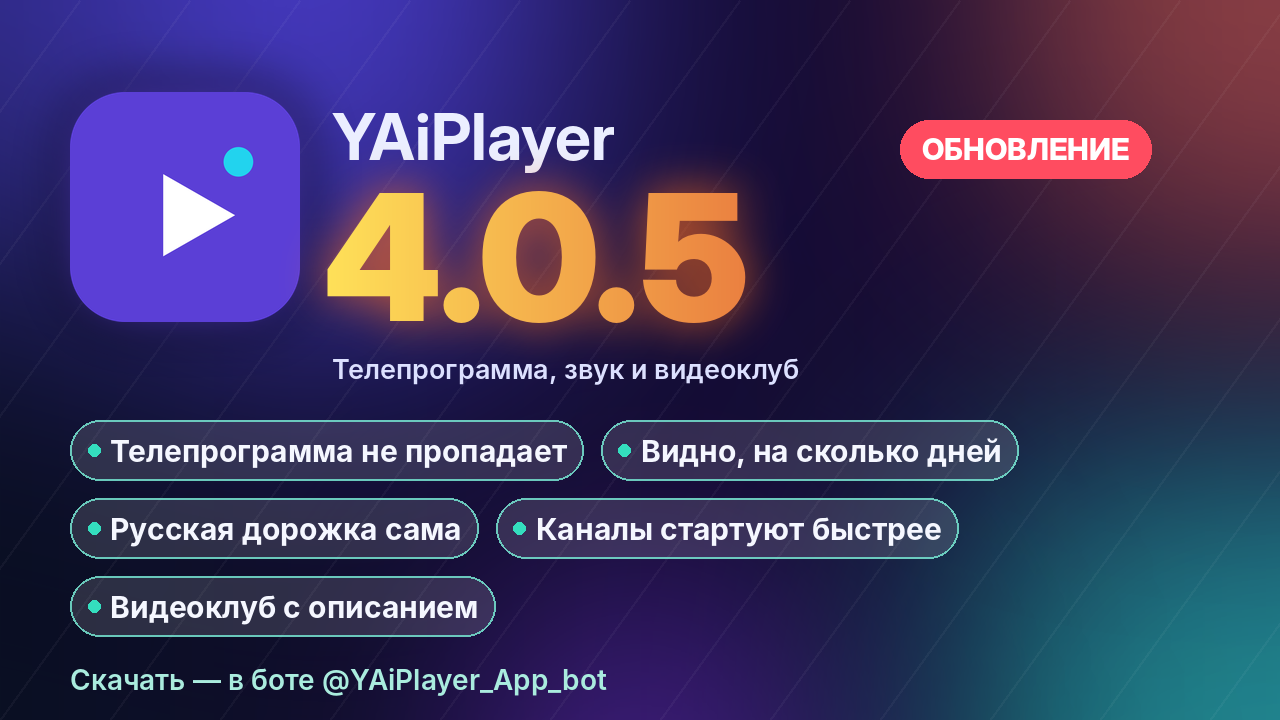 YAiPlayer
ОБНОВЛЕНИЕ
4.0.5
Телепрограмма, звук и видеоклуб
Телепрограмма не пропадает
Видно, на сколько дней
Русская дорожка сама
Каналы стартуют быстрее
Видеоклуб с описанием
Скачать — в боте @YAiPlayer_App_bot